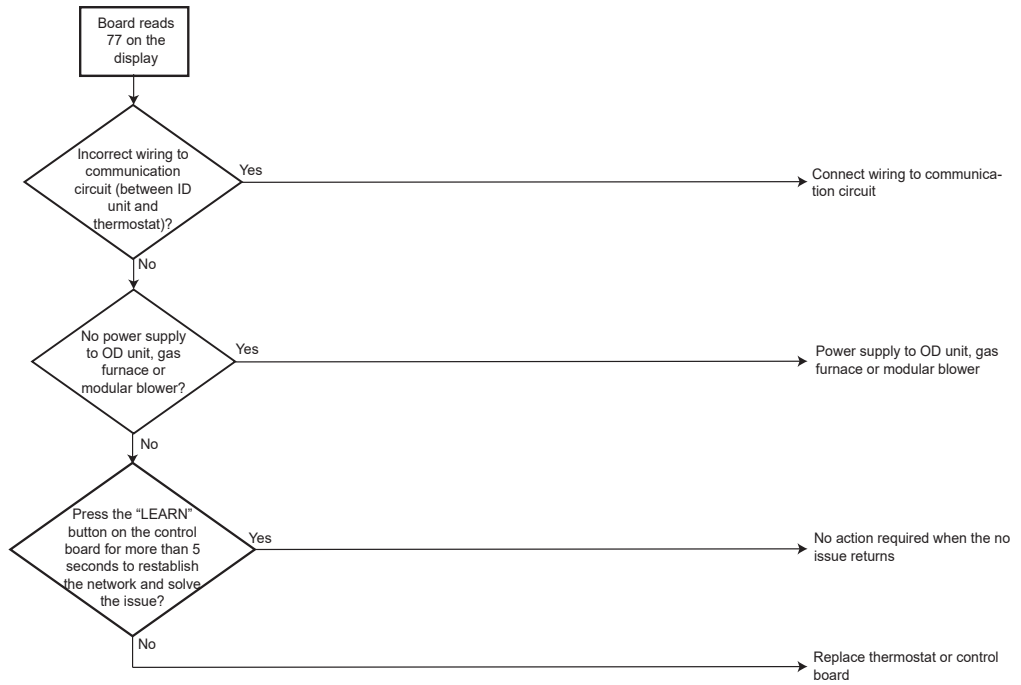 Board reads
77 on the
display
Incorrect wiring to
communication
circuit (between ID
unit and
thermostat)?
Yes
Connect wiring to communica-
tion circuit
No
No power supply
to OD unit, gas
furnace or
modular blower?
Yes
Power supply to OD unit, gas
furnace or modular blower
No
Press the “LEARN”
button on the control
board for more than 5
seconds to restablish
the network and solve
the issue?
Yes
No action required when the no
issue returns
No
Replace thermostat or control
board